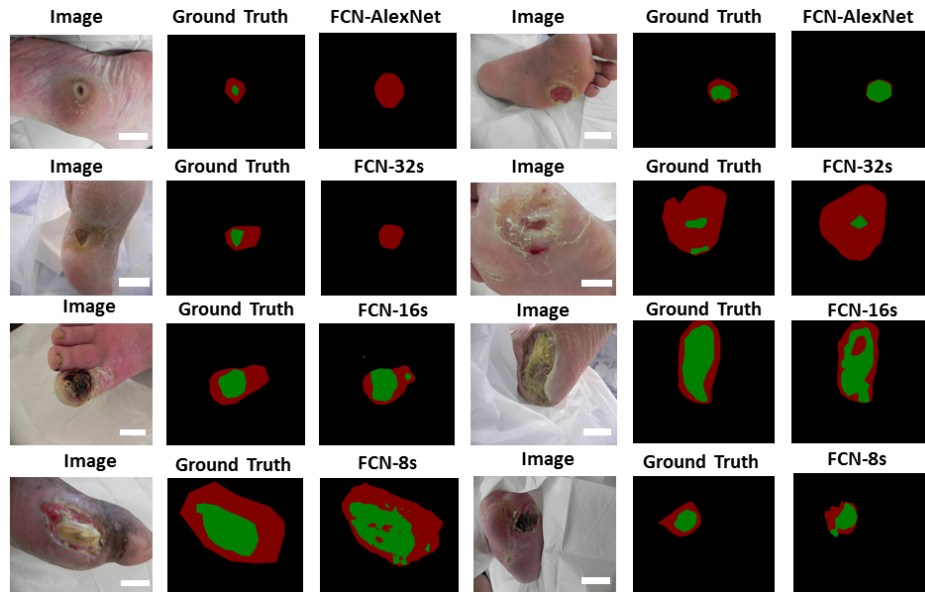 Image Ground Truth FCN-AlexNet Image Ground Truth FCN-AlexNet
Image Ground Truth FCN-32s Image Ground Truth FCN-32s
Image Ground Truth FCN-16s Image Ground Truth FCN-16s
Image Ground Truth FCN-8s Image Ground Truth FCN-8s